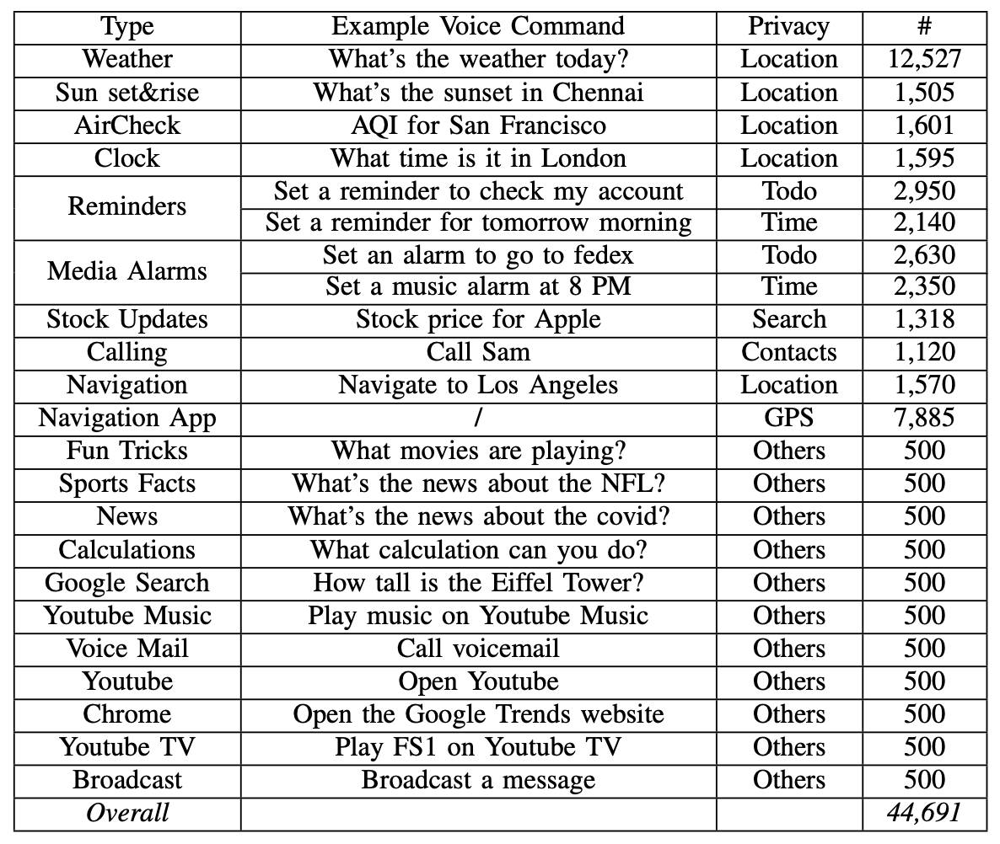 Type Example Voice Command Privacy #
Weather What's the weather today? Location 12,527
Sun set&rise What's the sunset in Chennai Location 1,505
AirCheck AQI for San Francisco Location 1,601
Clock What time is it in London Location 1,595
Reminders Set a reminder to check my account Todo 2,950
Set a reminder for tomorrow morning Time 2,140
Media Alarms Set an alarm to go to fedex Todo 2,630
Set a music alarm at 8 PM Time 2,350
Stock Updates Stock price for Apple Search 1,318
Calling Call Sam Contacts 1,120
Navigation Navigate to Los Angeles Location 1,570
Navigation App / GPS 7,885
Fun Tricks What movies are playing? Others 500
Sports Facts What's the news about the NFL? Others 500
News What's the news about the covid? Others 500
Calculations What calculation can you do? Others 500
Google Search How tall is the Eiffel Tower? Others 500
Youtube Music Play music on Youtube Music Others 500
Voice Mail Call voicemail Others 500
Youtube Open Youtube Others 500
Chrome Open the Google Trends website Others 500
Youtube TV Play FS1 on Youtube TV Others 500
Broadcast Broadcast a message Others 500
Overall 44,691